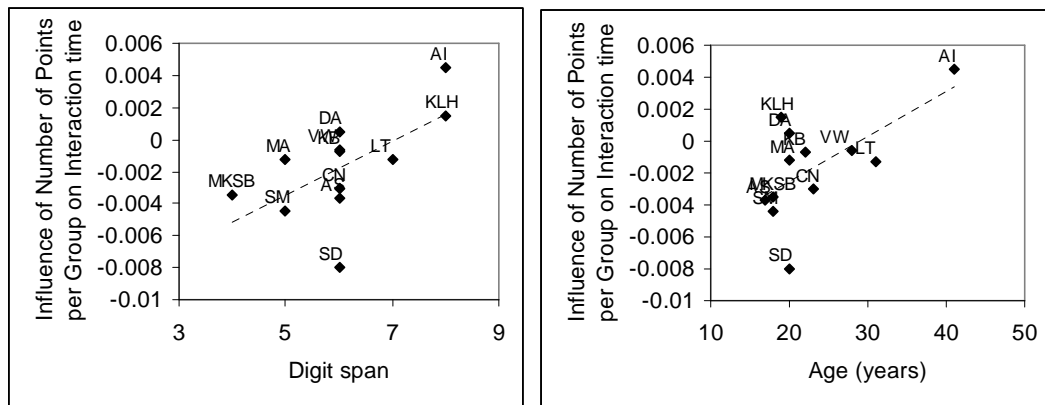 Influence of Number of Points
per Group on Interaction time
0.006
0.004
0.002
0
-0.002
-0.004
-0.006
-0.008
-0.01
AI
KLH
DA
KB
MA
LT
CN
MKSB
SM
SD
3
5
7
9
Digit span
Influence of Number of Points
per Group on Interaction time
0.006
0.004
0.002
0
-0.002
-0.004
-0.006
-0.008
-0.01
AI
KLH
DA
KB
VW
MA
LT
CN
MKSB
SM
SD
10
20
30
40
50
Age (years)